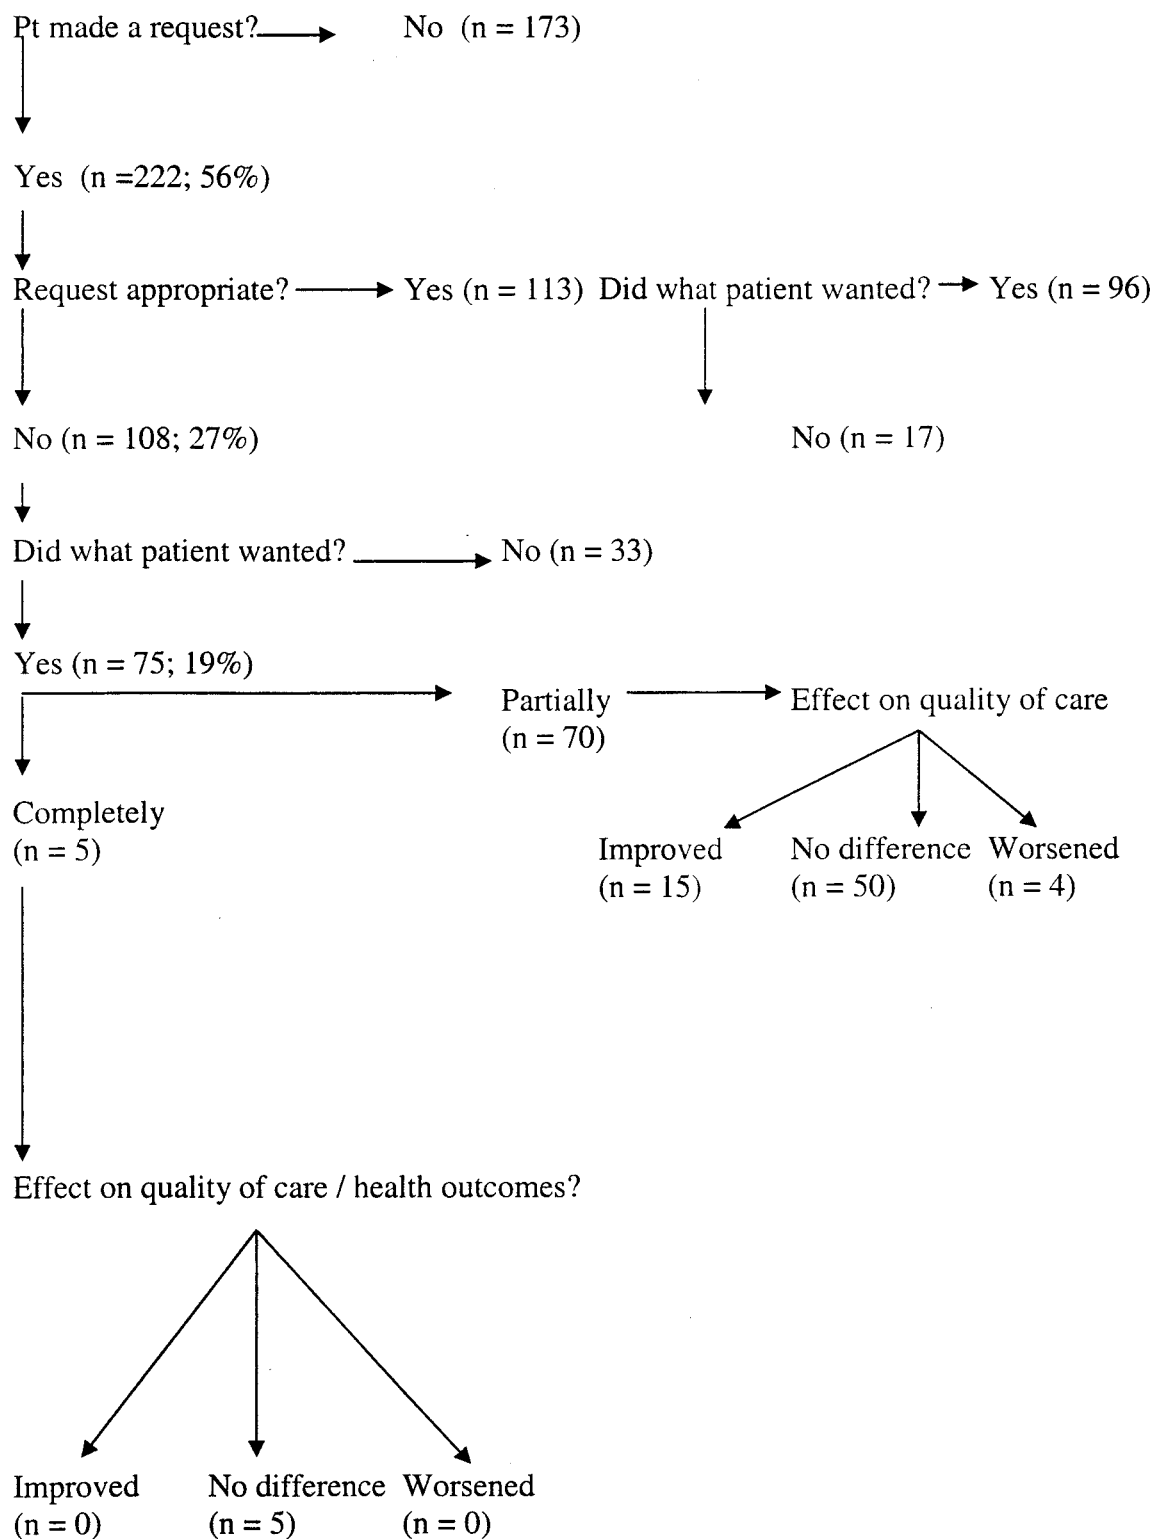 Pt made a request? No (n = 173)
Yes (n =222; 56%)
Request appropriate? Yes (n = 113) Did what patient wanted? Yes (n = 96)
No (n = 108; 27%) No (n = 17)
Did what patient wanted? No (n = 33)
Yes (n = 75; 19%)
Partially Effect on quality of care
(n = 70)
Completely
(n = 5)
Improved No difference Worsened
(n = 15) (n = 50) (n = 4)
Effect on quality of care / health outcomes?
Improved No difference Worsened
(n = 0) (n = 5) (n = 0)